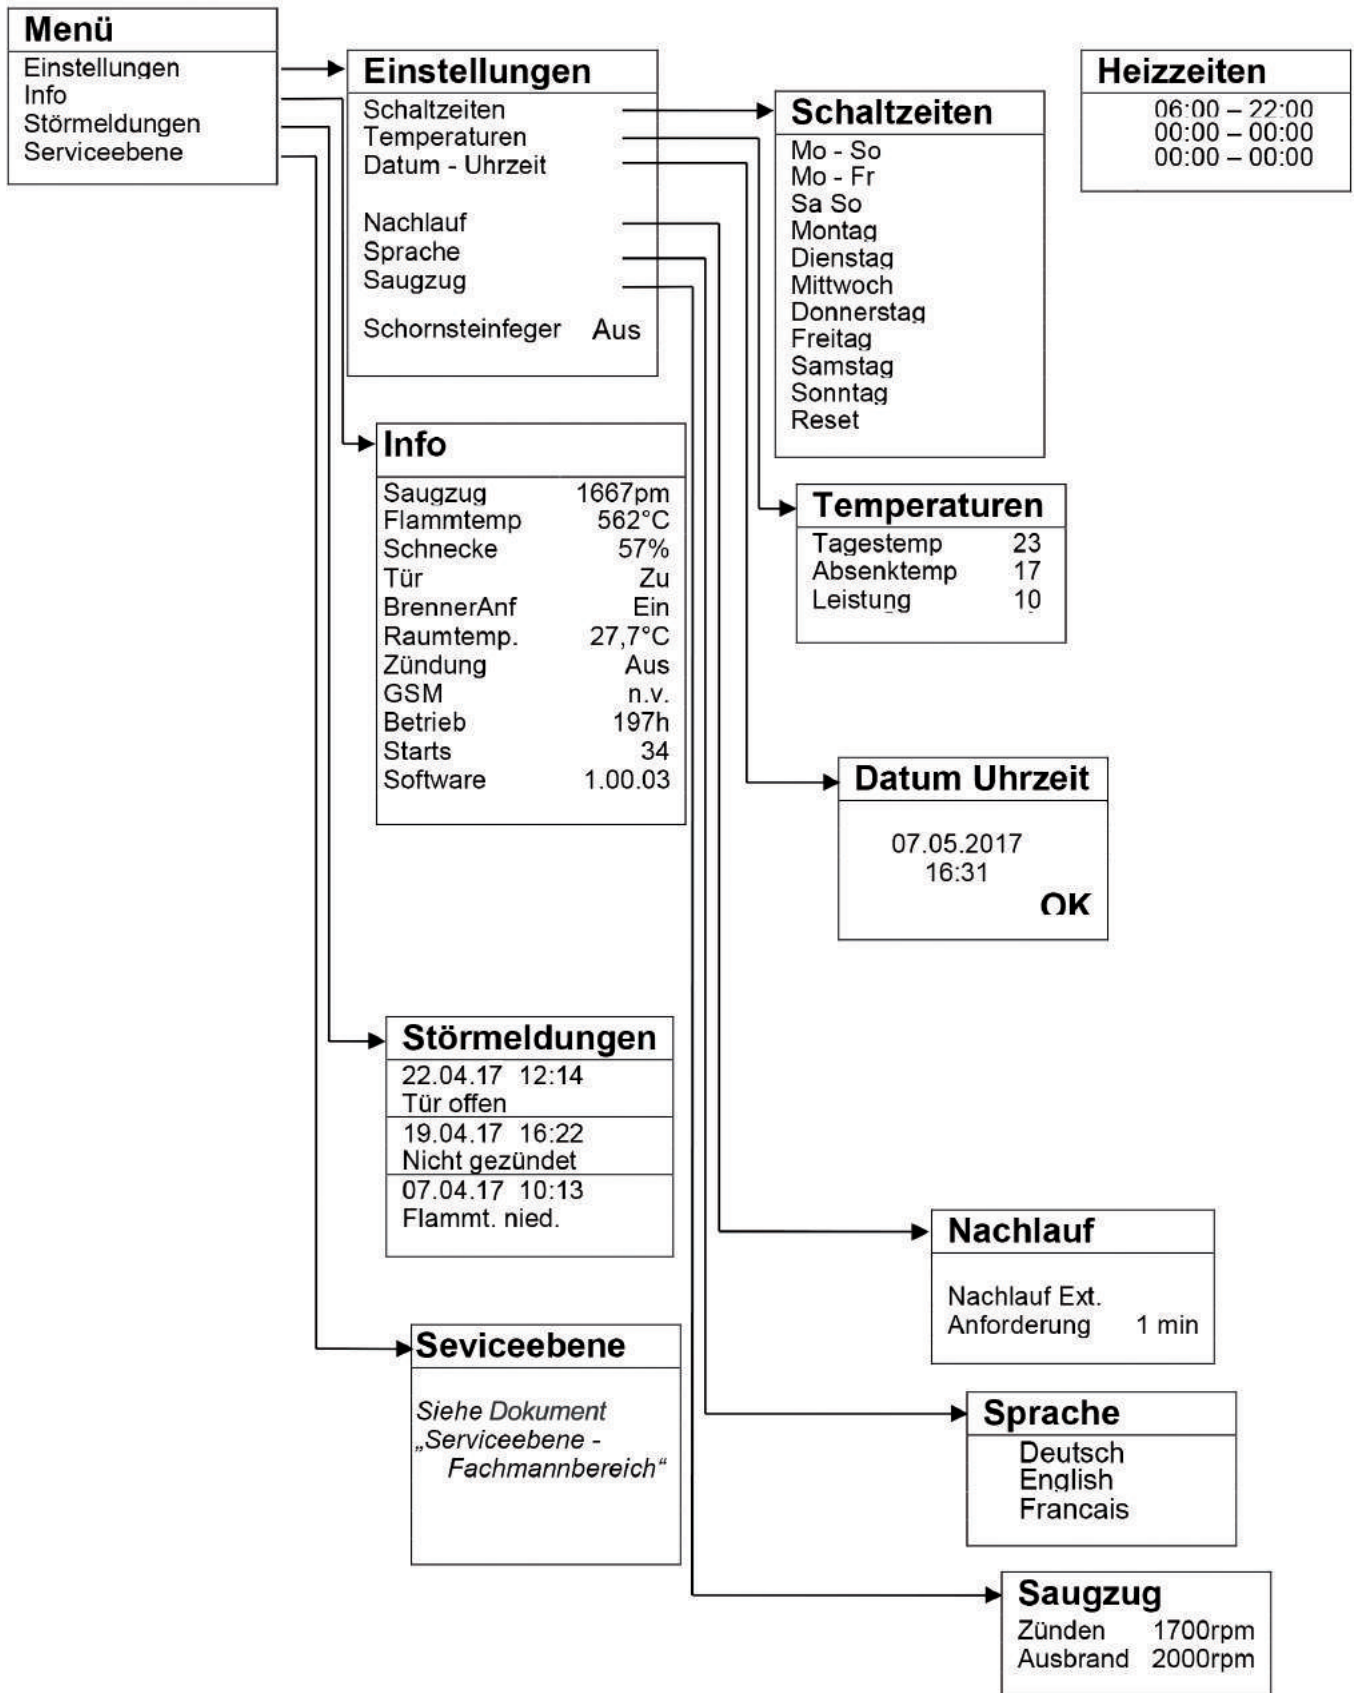 Menü
Einstellungen
Info
Störmeldungen
Serviceebene
Einstellungen
Schaltzeiten
Temperaturen
Datum - Uhrzeit
Nachlauf
Sprache
Saugzug
Schornsteinfeger Aus
Schaltzeiten
Mo - So
Mo - Fr
Sa So
Montag
Dienstag
Mittwoch
Donnerstag
Freitag
Samstag
Sonntag
Reset
Heizzeiten
06:00 – 22:00
00:00 – 00:00
00:00 – 00:00
Info
Saugzug 1667pm
Flammtemp 562°C
Schnecke 57%
Tür Zu
BrennerAnf Ein
Raumtemp. 27,7°C
Zündung Aus
GSM n.v.
Betrieb 197h
Starts 34
Software 1.00.03
Temperaturen
Tagestemp 23
Absenktemp 17
Leistung 10
Datum Uhrzeit
07.05.2017
16:31
OK
Störmeldungen
22.04.17 12:14
Tür offen
19.04.17 16:22
Nicht gezündet
07.04.17 10:13
Flammt. nied.
Nachlauf
Nachlauf Ext.
Anforderung 1 min
Seviceebene
Siehe Dokument
„Serviceebene -
Fachmannbereich“
Sprache
Deutsch
English
Francais
Saugzug
Zünden 1700rpm
Ausbrand 2000rpm